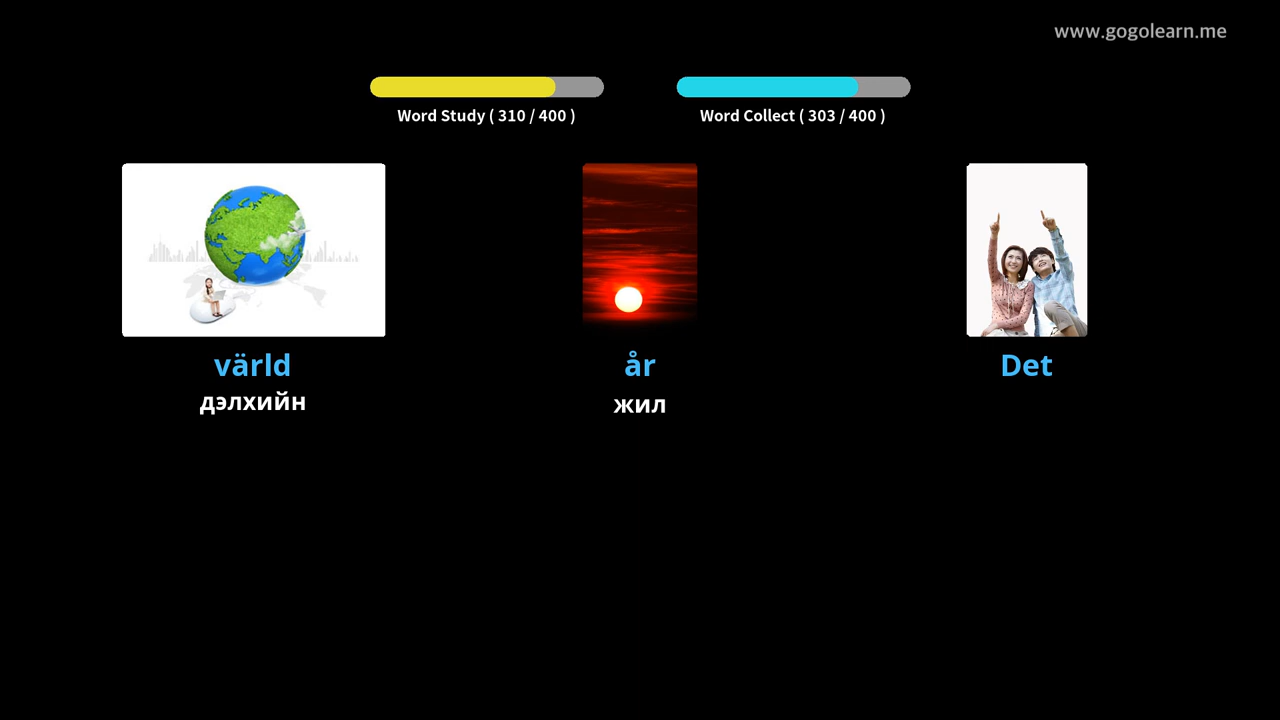 www.gogolearn.me
Word Study ( 310 / 400 )
Word Collect ( 303 / 400 )
värld
дэлхийн
år
жил
Det